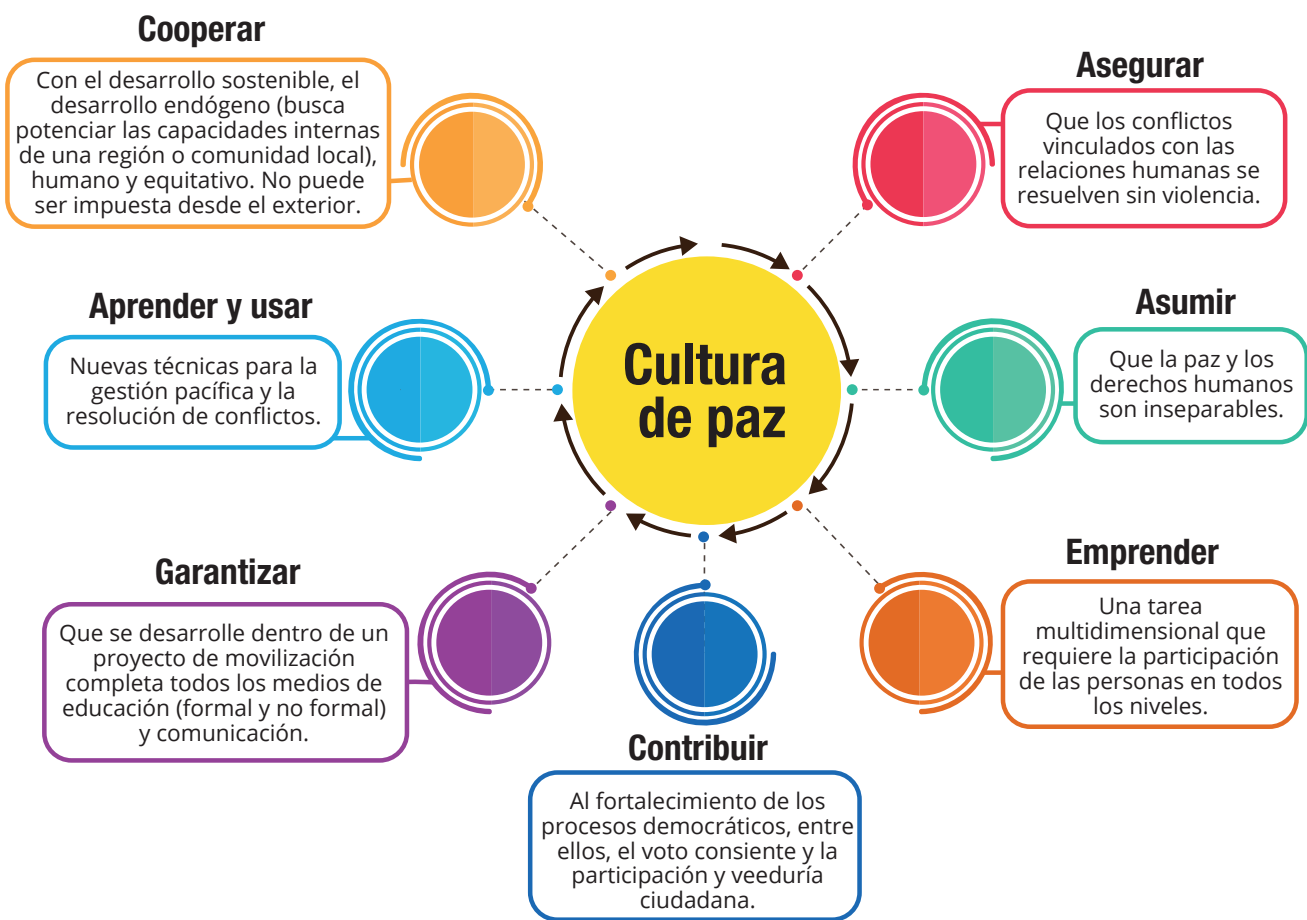 Cooperar
Con el desarrollo sostenible, el
desarrollo endógeno (busca
potenciar las capacidades internas
de una región o comunidad local),
humano y equitativo. No puede
ser impuesta desde el exterior.
Asegurar
Que los conflictos
vinculados con las
relaciones humanas se
resuelven sin violencia.
Aprender y usar
Nuevas técnicas para la
gestión pacífica y la
resolución de conflictos.
Cultura
de paz
Asumir
Que la paz y los
derechos humanos
son inseparables.
Garantizar
Que se desarrolle dentro de un
proyecto de movilización
completa todos los medios de
educación (formal y no formal)
y comunicación.
Emprender
Una tarea
multidimensional que
requiere la participación
de las personas en todos
los niveles.
Contribuir
Al fortalecimiento de los
procesos democráticos, entre
ellos, el voto consiente y la
participación y veeduría
ciudadana.